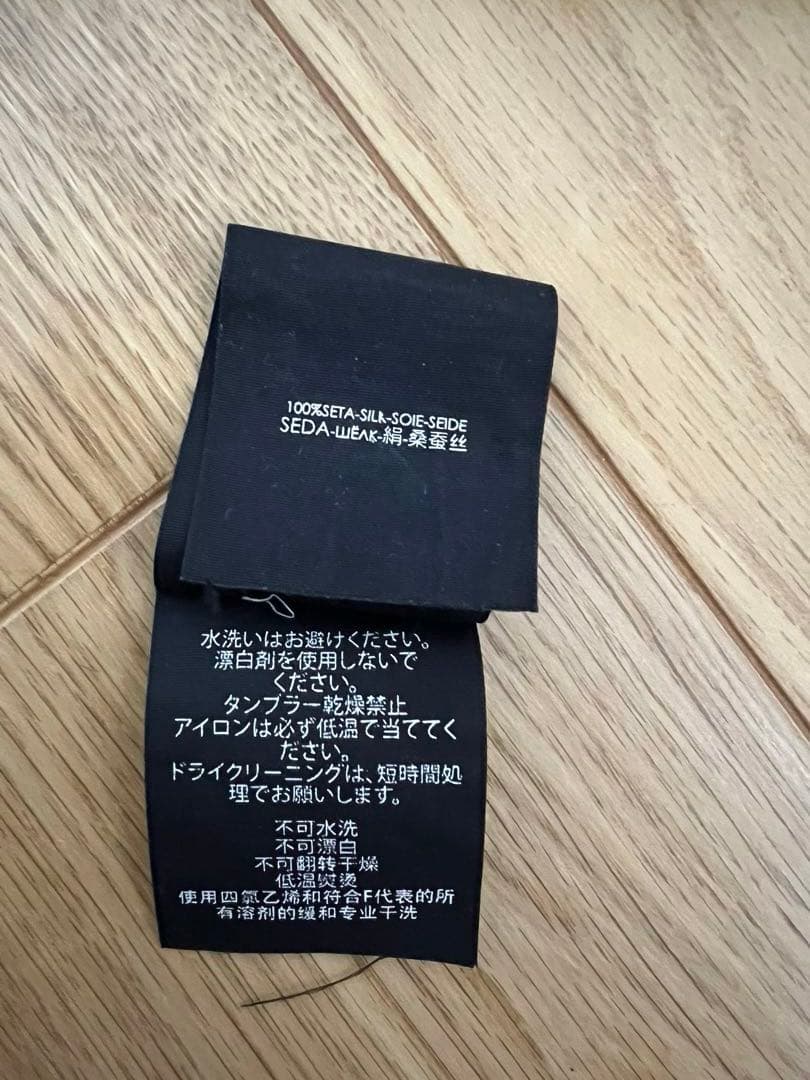 100%SETA-SILK-SOIE-SEIDE
SEDA-ШЁЛК-絹-桑蚕丝
水洗いはお避けください。
漂白剤を使用しないで
ください。
タンブラー乾燥禁止
アイロンは必ず低温で当ててく
ださい。
ドライクリーニングは、短時間処
理でお願いします。
不可水洗
不可漂白
不可翻转干燥
低温熨烫
使用四氯乙烯和符合F代表的所
有溶剂的缓和专业干洗